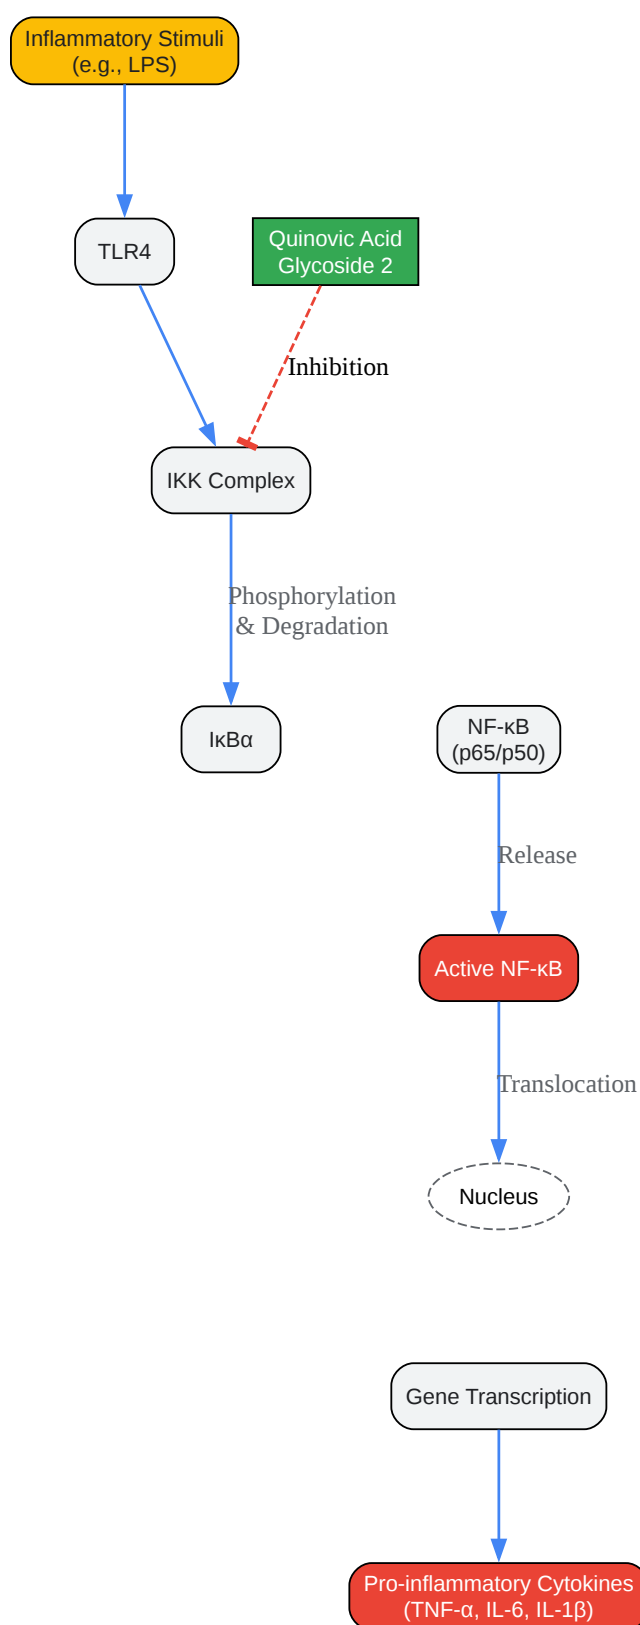 Inflammatory Stimuli
(e.g., LPS)
TLR4
Quinovic Acid
Glycoside 2
Inhibition
IKK Complex
Phosphorylation
& Degradation
IκBα
NF-κB
(p65/p50)
Release
Active NF-κB
Translocation
Nucleus
Gene Transcription
Pro-inflammatory Cytokines
(TNF-α, IL-6, IL-1β)